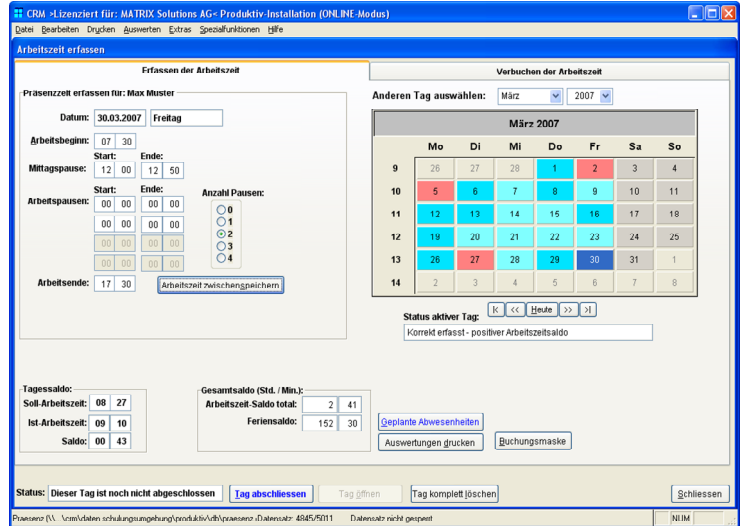 CRM >Lizenziert für: MATRIX Solutions AG< Produktiv-Installation (ONLINE-Modus)
Datei Bearbeiten Drucken Auswerten Extras Spezialfunktionen Hilfe
Arbeitszeit erfassen
Erfassen der Arbeitszeit Verbuchen der Arbeitszeit
Präsenzzeit erfassen für: Max Muster
Datum: 30.03.2007 Freitag
Arbeitsbeginn: 07 30
Start: Ende:
Mittagspause: 12 00 12 50
Start: Ende: Anzahl Pausen:
Arbeitspausen: 00 00 00 00
00 00 00 00
00 00 00 00
00 00 00 00
0
1
2
3
4
Arbeitsende: 17 30 Arbeitszeit zwischenspeichern
Anderen Tag auswählen: März 2007
März 2007
Mo Di Mi Do Fr Sa So
9 26 27 28 1 2 3 4
10 5 6 7 8 9 10 11
11 12 13 14 15 16 17 18
12 19 20 21 22 23 24 25
13 26 27 28 29 30 31 1
14 2 3 4 5 6 7 8
K << Heute >> >|
Status aktiver Tag:
Korrekt erfasst - positiver Arbeitszeitsaldo
Tagessaldo:
Soll-Arbeitszeit: 08 27
Ist-Arbeitszeit: 09 10
Saldo: 00 43
Gesamtsaldo (Std. / Min.):
Arbeitszeit-Saldo total: 2 41
Feriensaldo: 152 30
Geplante Abwesenheiten
Auswertungen drucken Buchungsmaske
Status: Dieser Tag ist noch nicht abgeschlossen Tag abschliessen Tag öffnen Tag komplett löschen Schliessen
Praesenz (\\...\crm\daten schulungsumgebung\produktiv\db\praesenz Datensatz: 4845/5011 Datensatz nicht gesperrt NUM